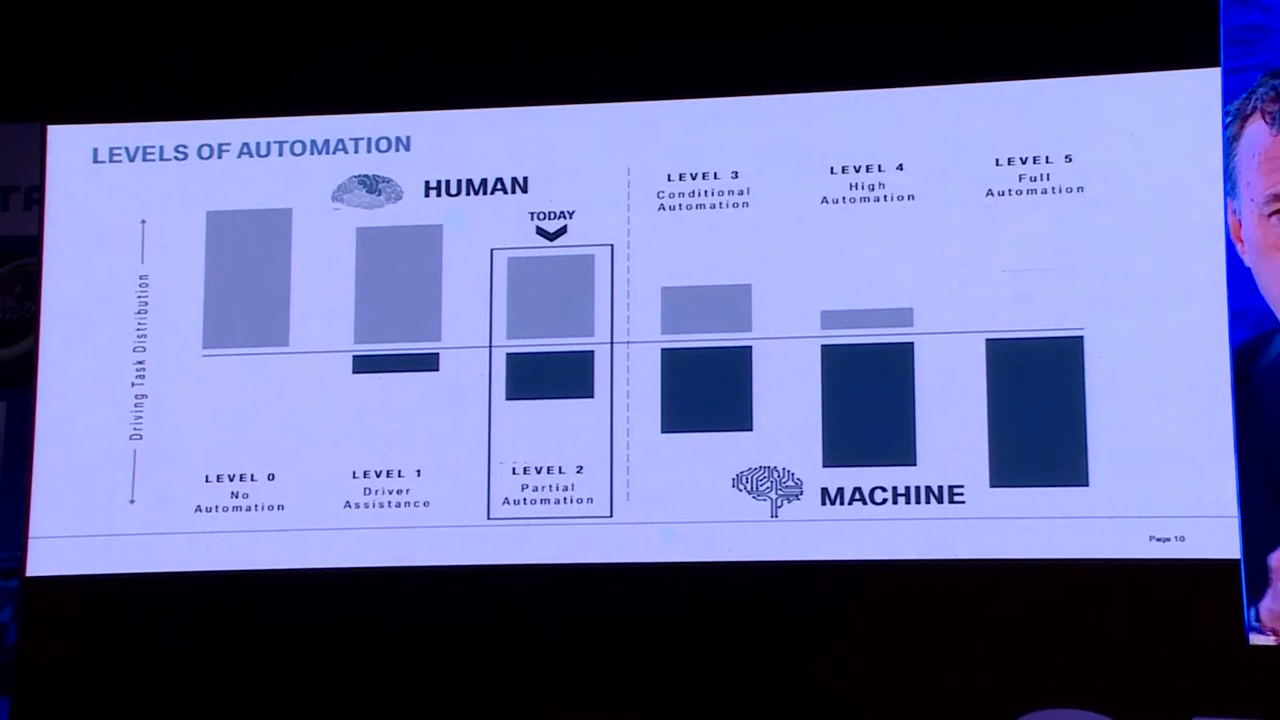 LEVELS OF AUTOMATION
HUMAN
TODAY
Driving Task Distribution
LEVEL 0
No
Automation
LEVEL 1
Driver
Assistance
LEVEL 2
Partial
Automation
LEVEL 3
Conditional
Automation
LEVEL 4
High
Automation
LEVEL 5
Full
Automation
MACHINE
Page 10